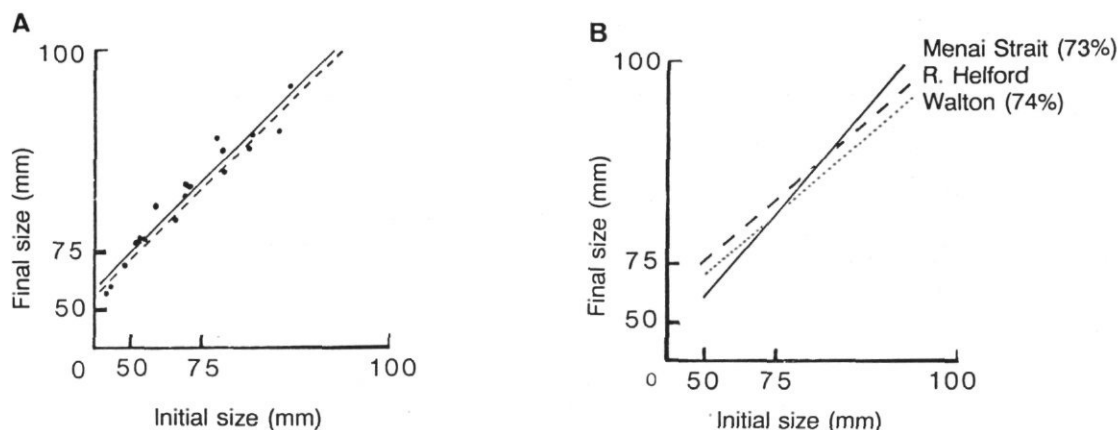 A
100
75
50
0
50
75
100
Final size (mm)
Initial size (mm)
B
100
75
50
0
50
75
100
Final size (mm)
Initial size (mm)
Menai Strait (73%)
R. Helford
Walton (74%)